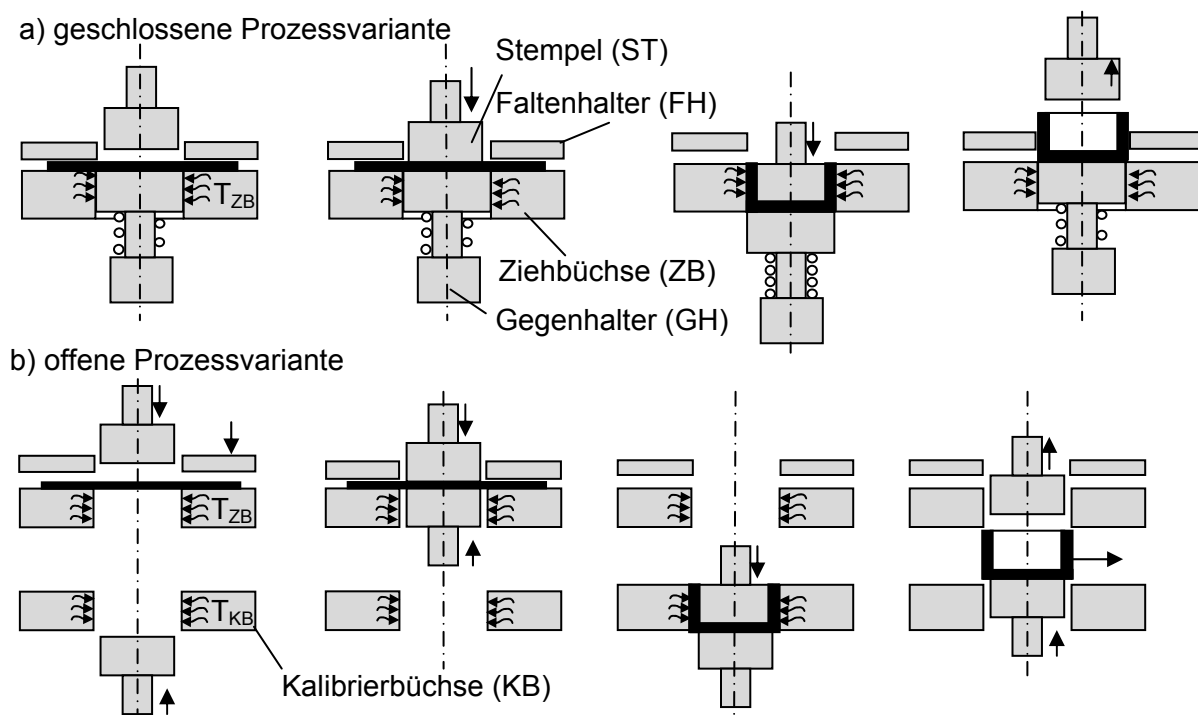 a) geschlossene Prozessvariante
Stempel (ST)
Faltenhalter (FH)
T_ZB
Ziehbüchse (ZB)
Gegenhalter (GH)
b) offene Prozessvariante
T_ZB
T_KB
Kalibrierbüchse (KB)